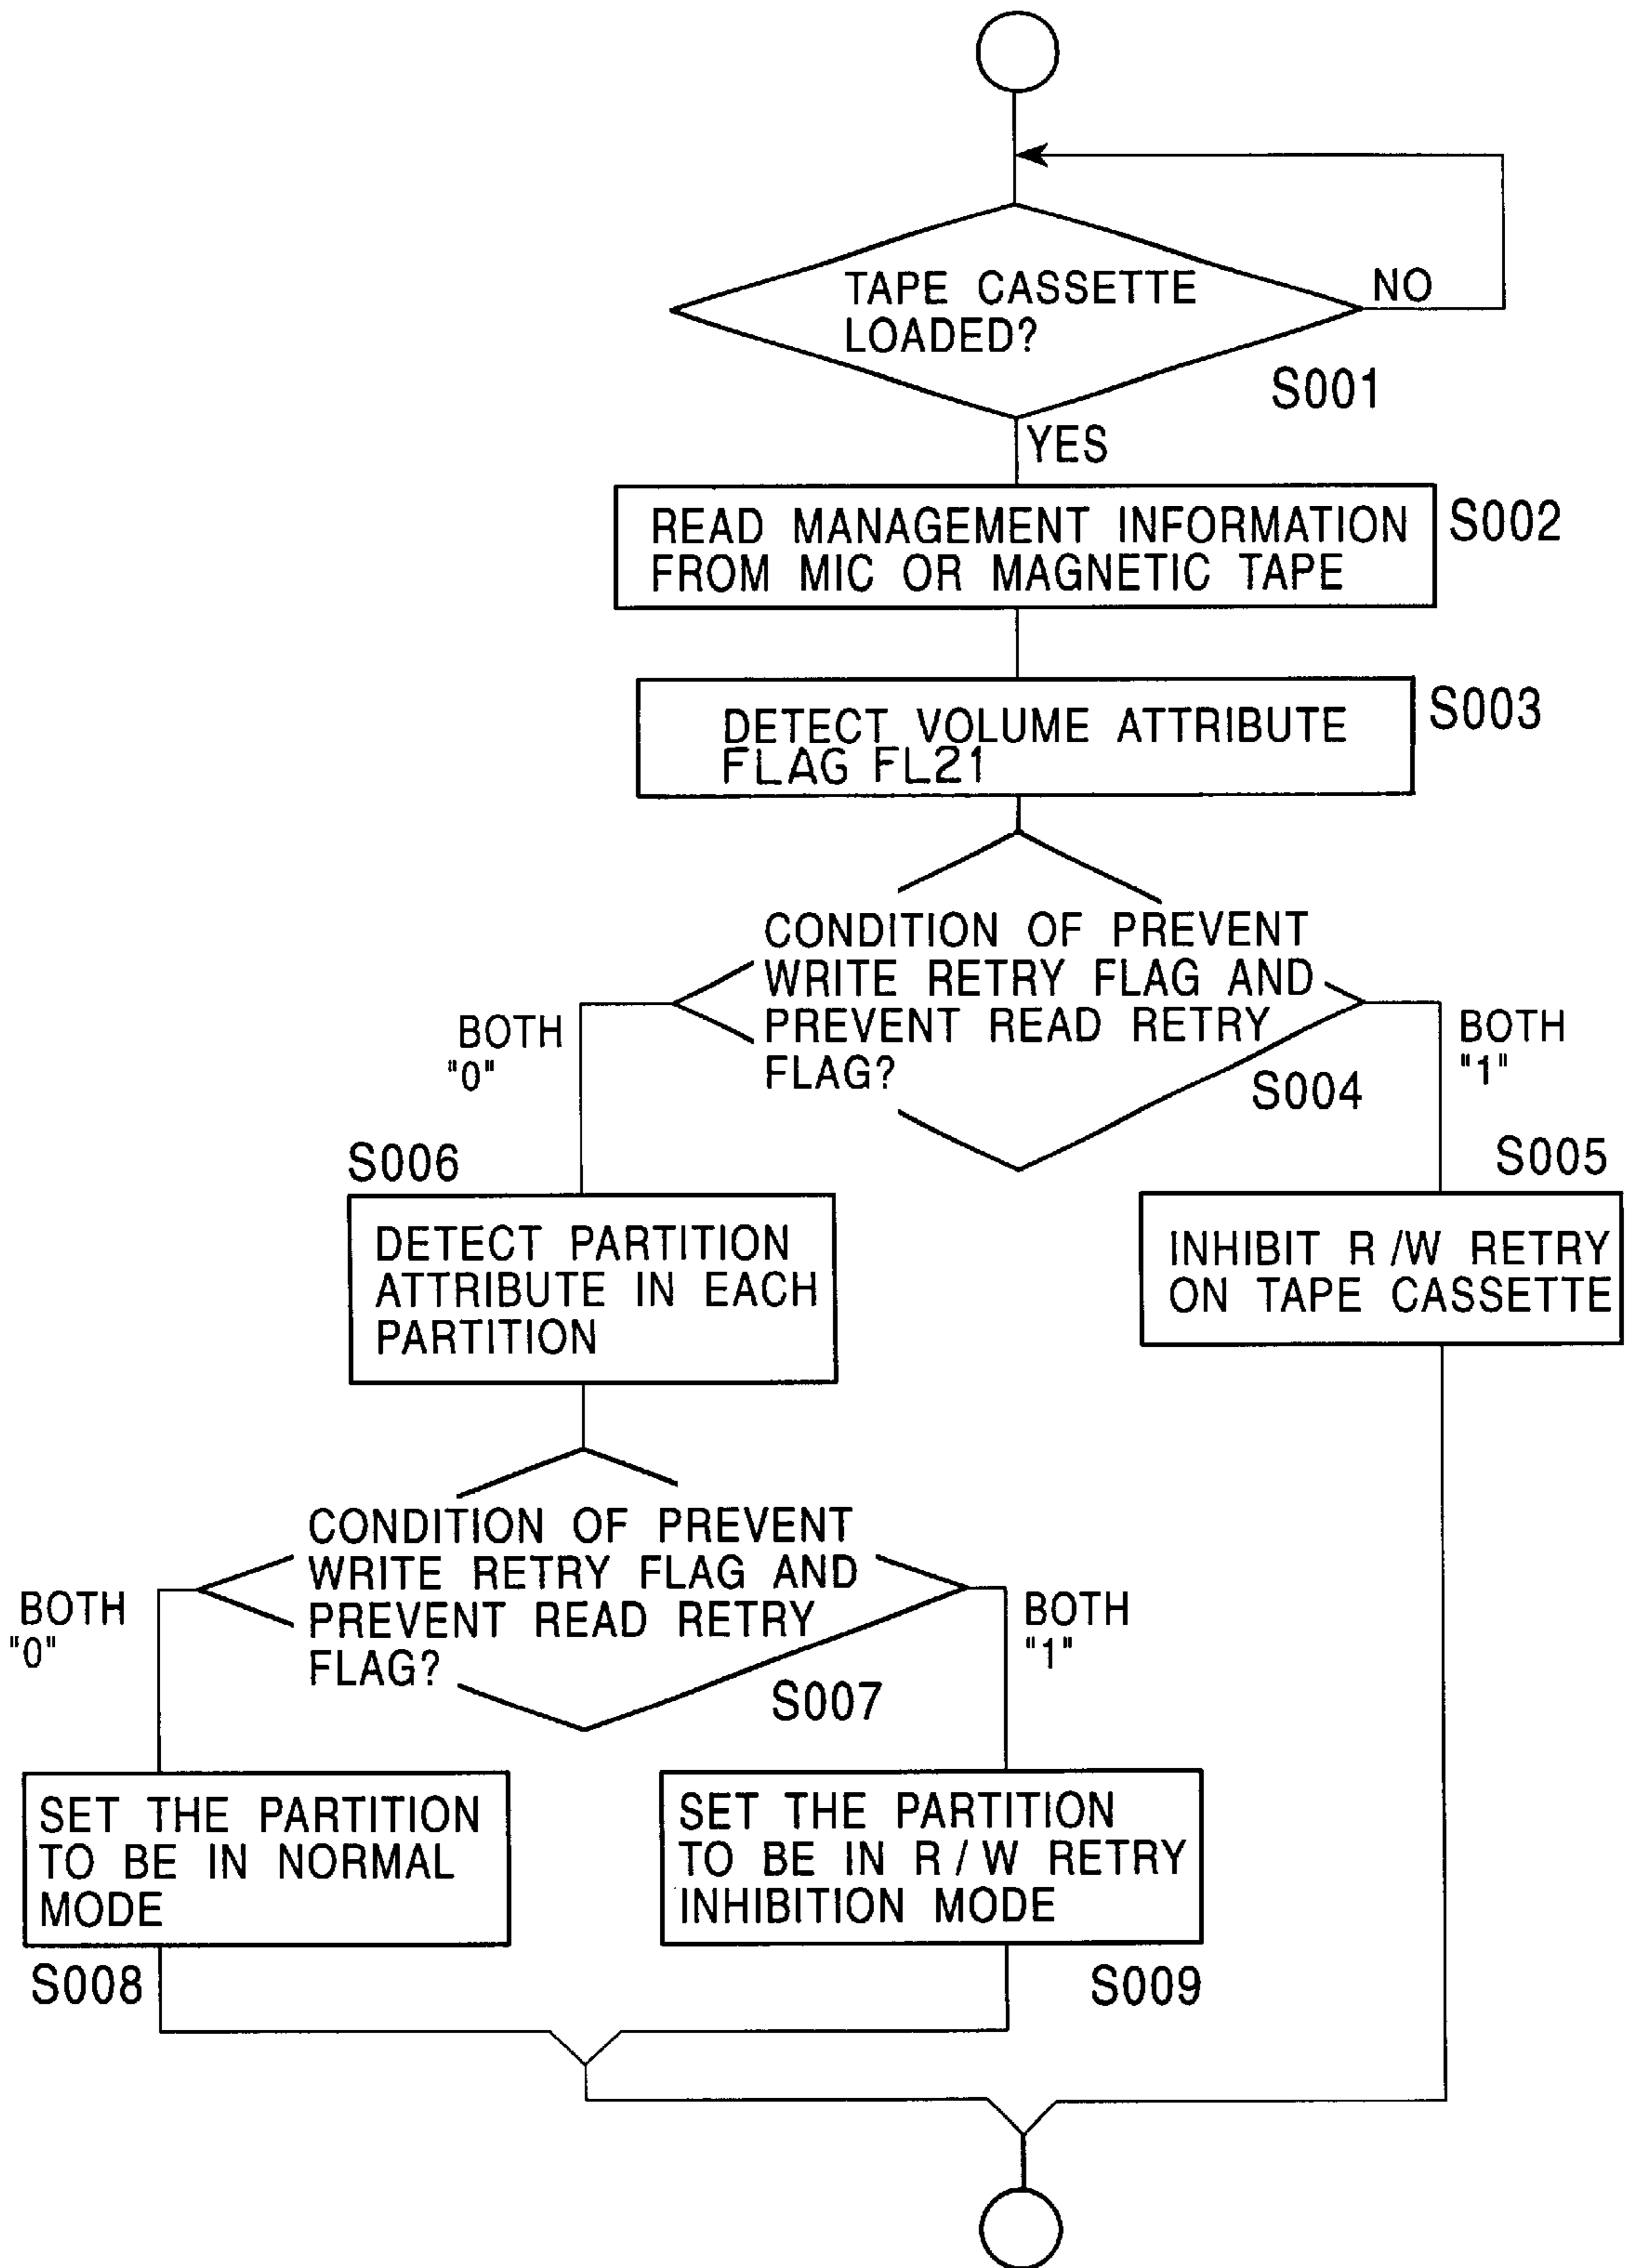 TAPE CASSETTE
LOADED?
NO
S001
YES
READ MANAGEMENT INFORMATION
FROM MIC OR MAGNETIC TAPE
S002
DETECT VOLUME ATTRIBUTE
FLAG FL21
S003
CONDITION OF PREVENT
WRITE RETRY FLAG AND
PREVENT READ RETRY
FLAG?
S004
BOTH
"0"
BOTH
"1"
S006
S005
DETECT PARTITION
ATTRIBUTE IN EACH
PARTITION
INHIBIT R/W RETRY
ON TAPE CASSETTE
CONDITION OF PREVENT
WRITE RETRY FLAG AND
PREVENT READ RETRY
FLAG?
S007
BOTH
"0"
BOTH
"1"
SET THE PARTITION
TO BE IN NORMAL
MODE
S008
SET THE PARTITION
TO BE IN R/W RETRY
INHIBITION MODE
S009